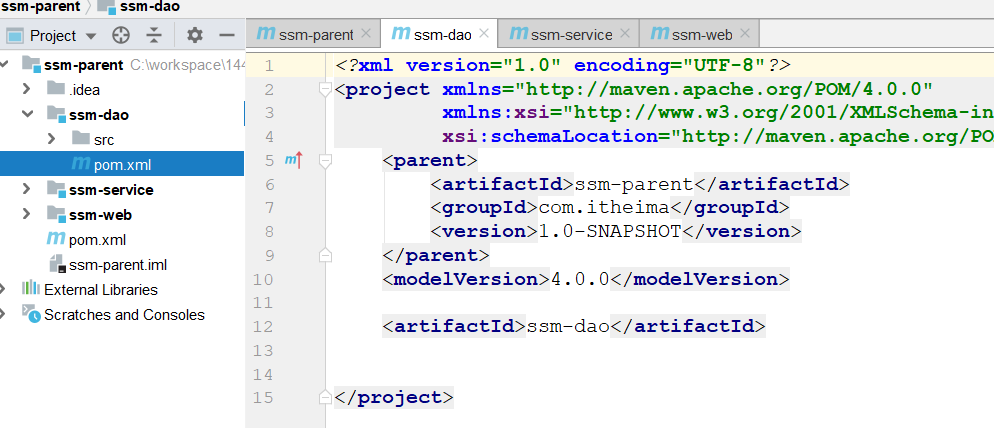 ssm-parent ssm-dao
Project
ssm-parent C:\workspace\144
.idea
ssm-dao
src
pom.xml
ssm-service
ssm-web
pom.xml
ssm-parent.iml
External Libraries
Scratches and Consoles
ssm-parent ssm-dao ssm-service ssm-web
1 <?xml version="1.0" encoding="UTF-8"?>
2 <project xmlns="http://maven.apache.org/POM/4.0.0"
3 xmlns:xsi="http://www.w3.org/2001/XMLSchema-in
4 xsi:schemaLocation="http://maven.apache.org/PO
5 <parent>
6 <artifactId>ssm-parent</artifactId>
7 <groupId>com.itheima</groupId>
8 <version>1.0-SNAPSHOT</version>
9 </parent>
10 <modelVersion>4.0.0</modelVersion>
11
12 <artifactId>ssm-dao</artifactId>
13
14
15 </project>